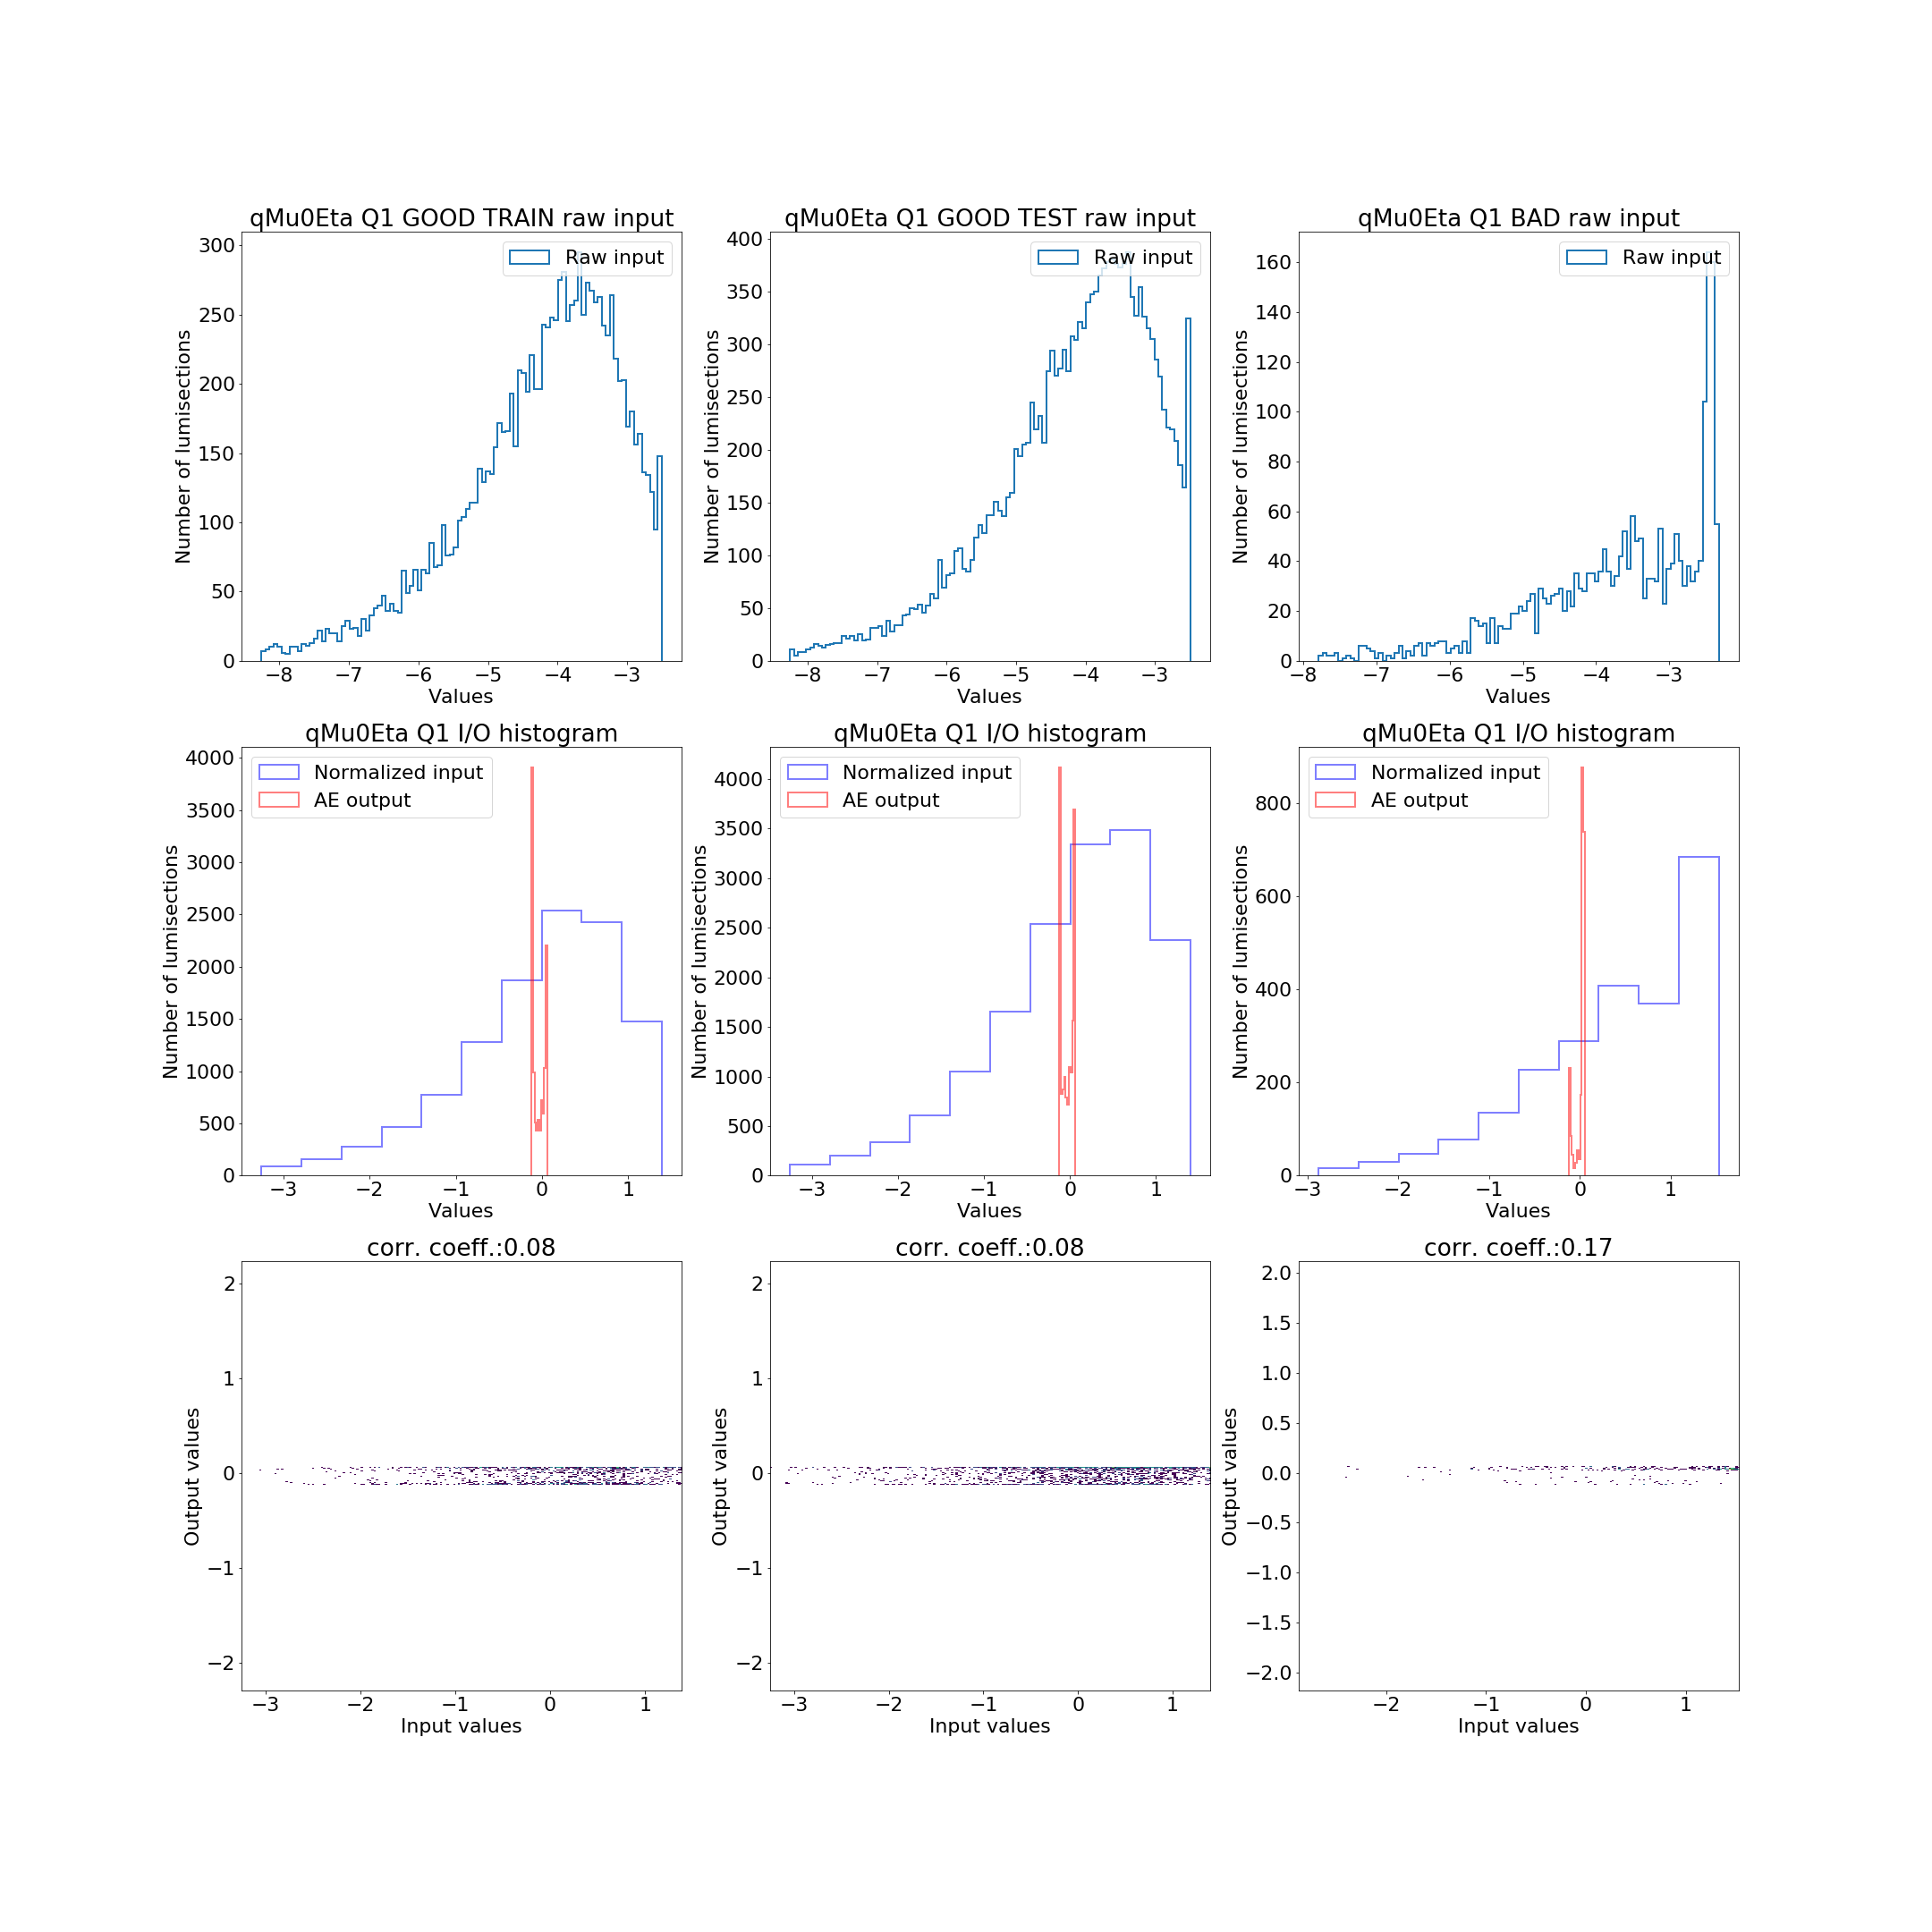 qMu0Eta Q1 GOOD TRAIN raw input
qMu0Eta Q1 GOOD TEST raw input
qMu0Eta Q1 BAD raw input
Raw input
Raw input
Raw input
Number of lumisections
300
250
200
150
100
50
0
−8 −7 −6 −5 −4 −3
Values
Number of lumisections
400
350
300
250
200
150
100
50
0
−8 −7 −6 −5 −4 −3
Values
Number of lumisections
160
140
120
100
80
60
40
20
0
−8 −7 −6 −5 −4 −3
Values
qMu0Eta Q1 I/O histogram
Normalized input
AE output
Number of lumisections
4000
3500
3000
2500
2000
1500
1000
500
0
−3 −2 −1 0 1
Values
qMu0Eta Q1 I/O histogram
Normalized input
AE output
Number of lumisections
4000
3500
3000
2500
2000
1500
1000
500
0
−3 −2 −1 0 1
Values
qMu0Eta Q1 I/O histogram
Normalized input
AE output
Number of lumisections
800
600
400
200
0
−3 −2 −1 0 1
Values
corr. coeff.:0.08
Output values
2
1
0
−1
−2
−3 −2 −1 0 1
Input values
corr. coeff.:0.08
Output values
2
1
0
−1
−2
−3 −2 −1 0 1
Input values
corr. coeff.:0.17
Output values
2.0
1.5
1.0
0.5
0.0
−0.5
−1.0
−1.5
−2.0
−2 −1 0 1
Input values